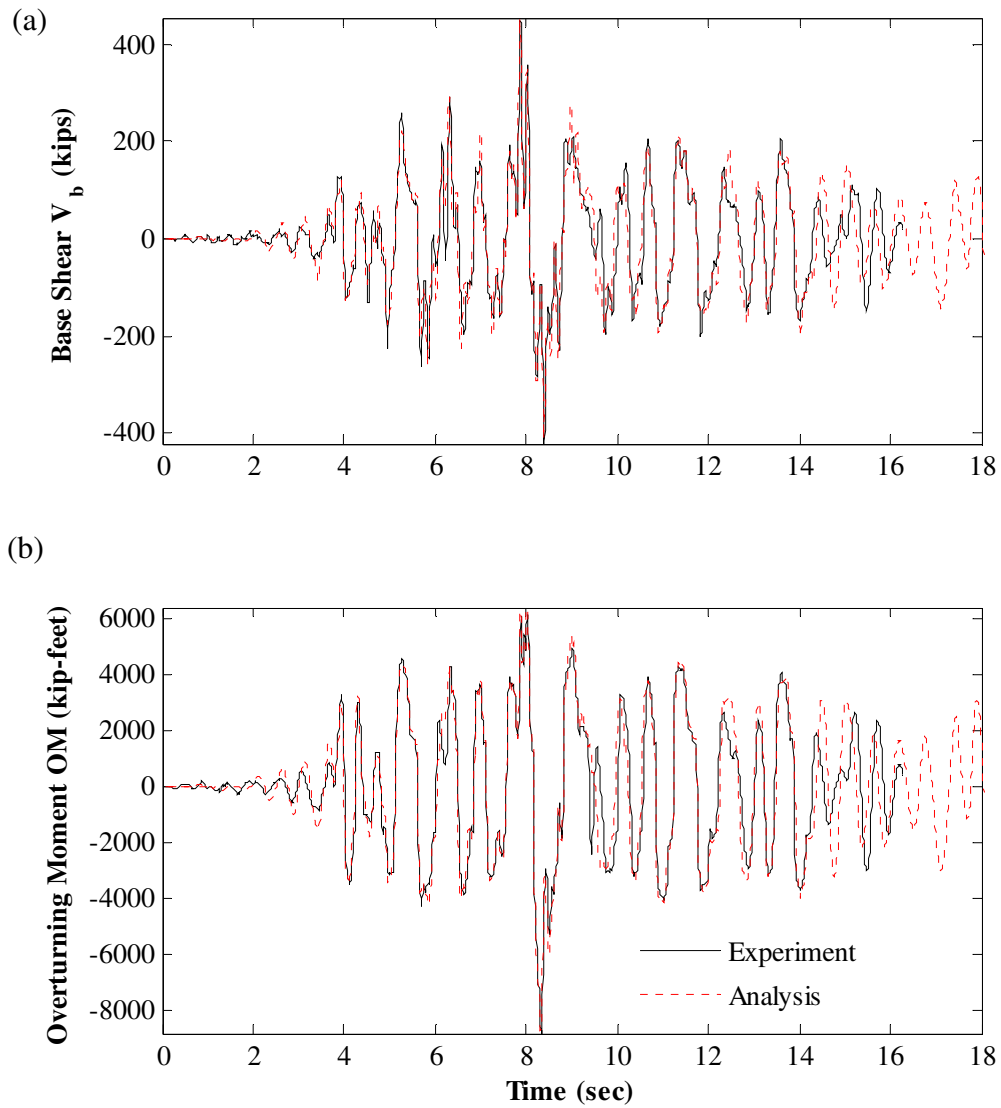 (a)
400
200
0
-200
-400
Base Shear V b (kips)
0 2 4 6 8 10 12 14 16 18
(b)
6000
4000
2000
0
-2000
-4000
-6000
-8000
Overturning Moment OM (kip-feet)
Experiment
Analysis
0 2 4 6 8 10 12 14 16 18
Time (sec)